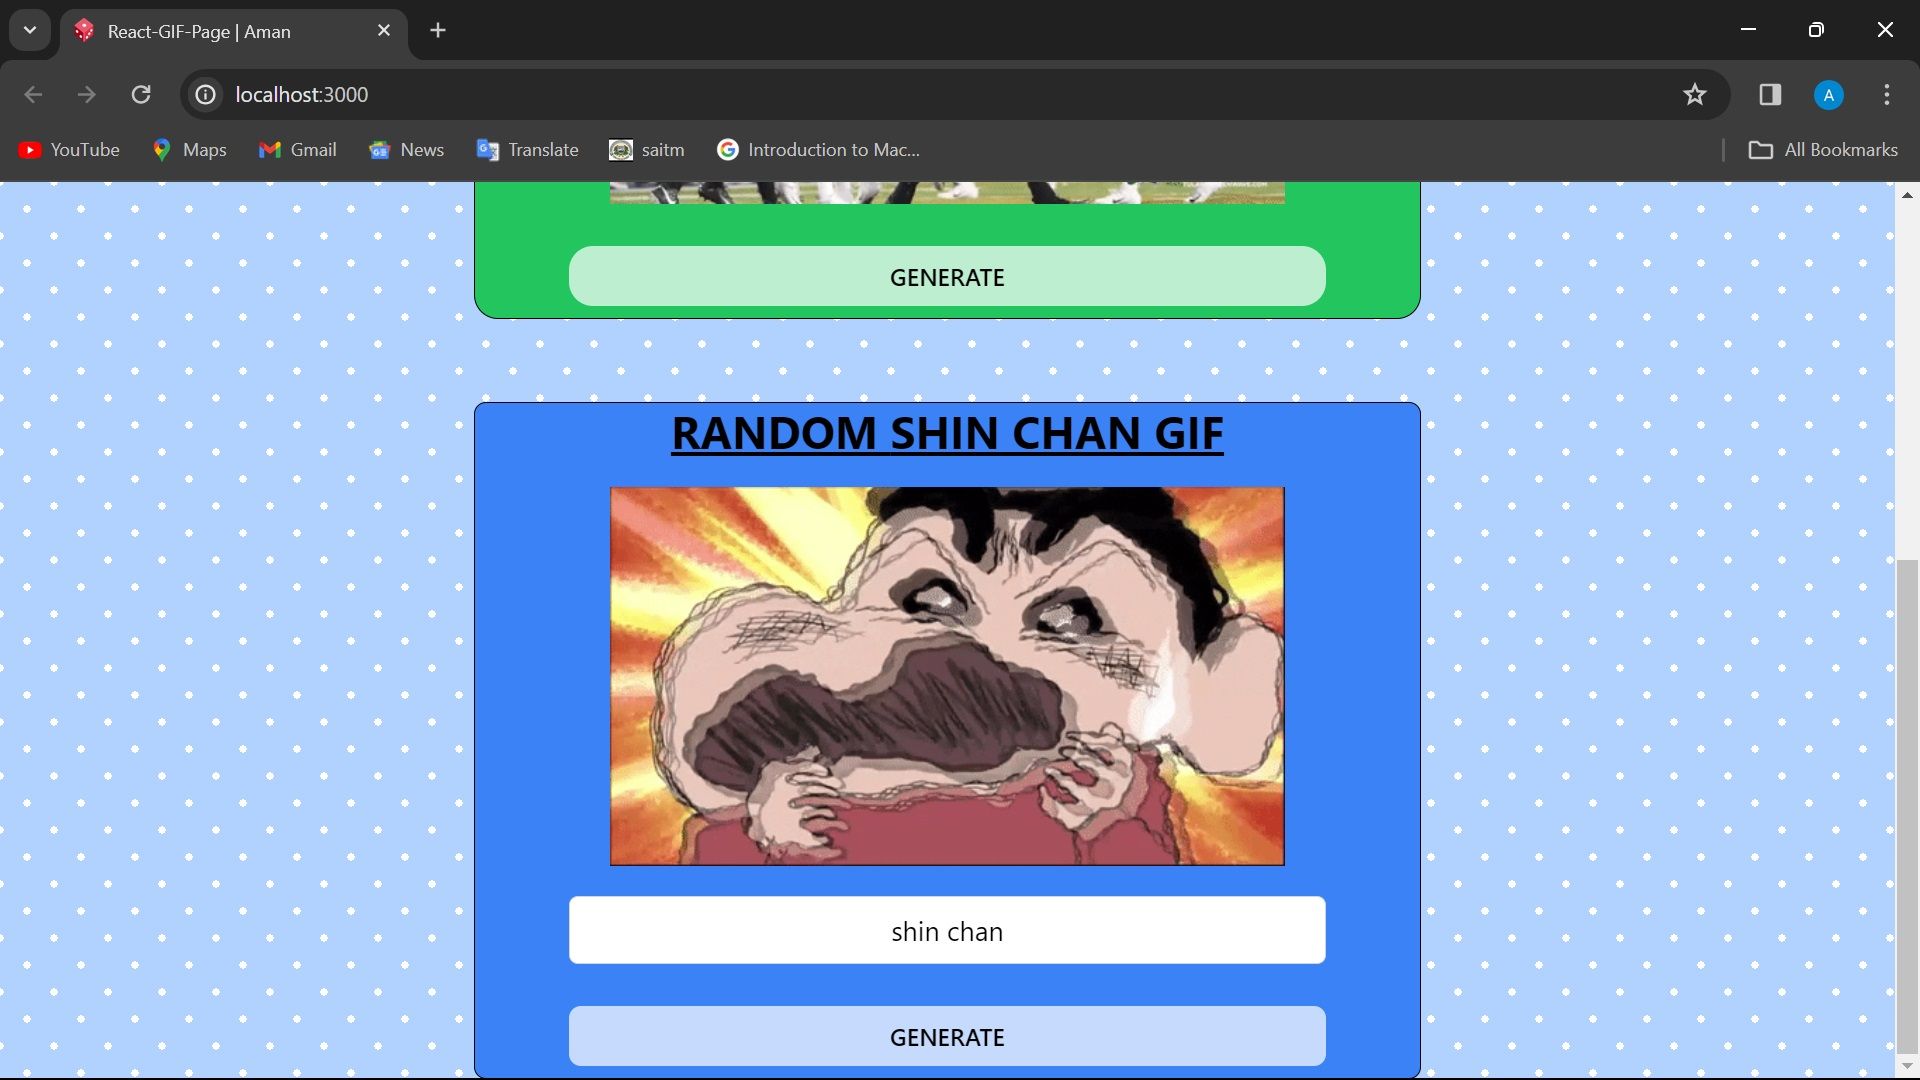 React-GIF-Page | Aman
localhost:3000
A
YouTube
Maps
Gmail
News
Translate
saitm
Introduction to Mac...
All Bookmarks
GENERATE
RANDOM SHIN CHAN GIF
shin chan
GENERATE